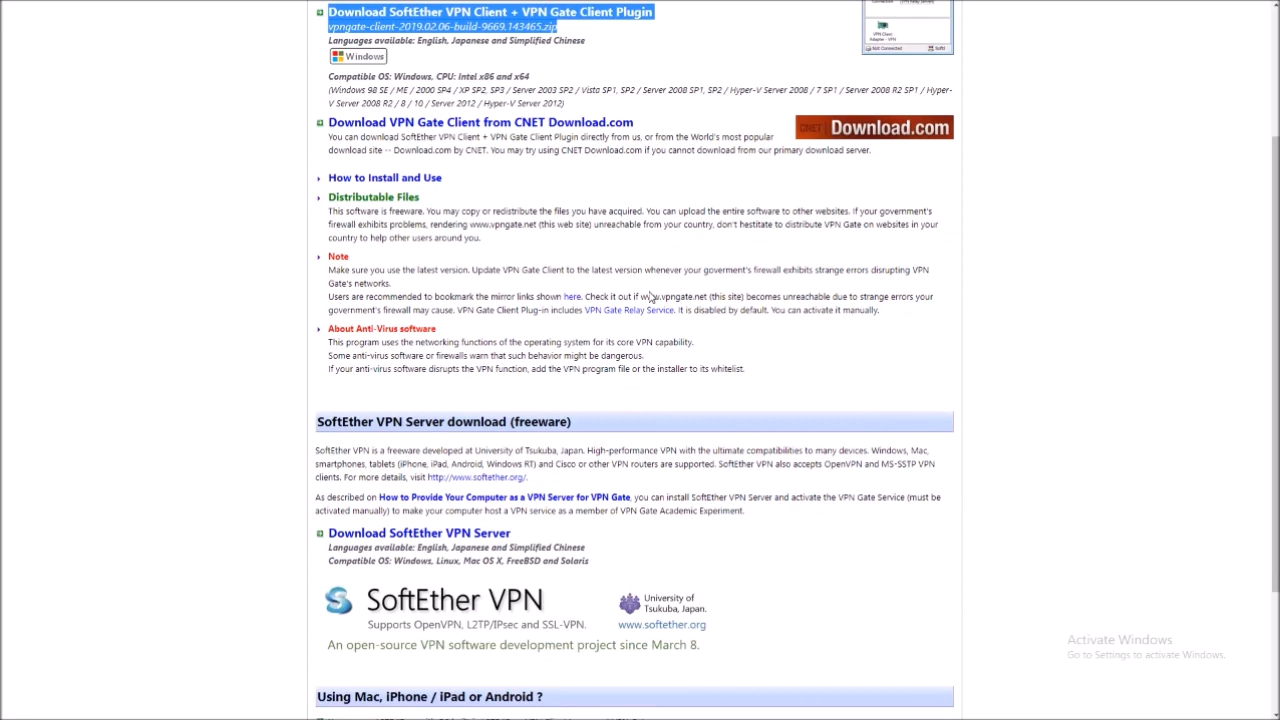 Download SoftEther VPN Client + VPN Gate Client Plugin
vpngate-client-2019.02.06-build-9669.143465.zip
Languages available: English, Japanese and Simplified Chinese
Windows
Compatible OS: Windows, CPU: Intel x86 and x64
(Windows 98 SE / ME / 2000 SP4 / XP SP2, SP3 / Server 2003 SP2 / Vista SP1, SP2 / Server 2008 SP1, SP2 / Hyper-V Server 2008 / 7 SP1 / Server 2008 R2 SP1 / Hyper-
V Server 2008 R2 / 8 / 10 / Server 2012 / Hyper-V Server 2012)
VPN Client
Adapter - VPN
Not Connected
Download VPN Gate Client from CNET Download.com
CNET Download.com
You can download SoftEther VPN Client + VPN Gate Client Plugin directly from us, or from the World's most popular
download site -- Download.com by CNET. You may try using CNET Download.com if you cannot download from our primary download server.
How to Install and Use
Distributable Files
This software is freeware. You may copy or redistribute the files you have acquired. You can upload the entire software to other websites. If your government's
firewall exhibits problems, rendering www.vpngate.net (this web site) unreachable from your country, don't hestitate to distribute VPN Gate on websites in your
country to help other users around you.
Note
Make sure you use the latest version. Update VPN Gate Client to the latest version whenever your goverment's firewall exhibits strange errors disrupting VPN
Gate's networks.
Users are recommended to bookmark the mirror links shown here. Check it out if www.vpngate.net (this site) becomes unreachable due to strange errors your
government's firewall may cause. VPN Gate Client Plug-in includes VPN Gate Relay Service. It is disabled by default. You can activate it manually.
About Anti-Virus software
This program uses the networking functions of the operating system for its core VPN capability.
Some anti-virus software or firewalls warn that such behavior might be dangerous.
If your anti-virus software disrupts the VPN function, add the VPN program file or the installer to its whitelist.
SoftEther VPN Server download (freeware)
SoftEther VPN is a freeware developed at University of Tsukuba, Japan. High-performance VPN with the ultimate compatibilities to many devices. Windows, Mac,
smartphones, tablets (iPhone, iPad, Android, Windows RT) and Cisco or other VPN routers are supported. SoftEther VPN also accepts OpenVPN and MS-SSTP VPN
clients. For more details, visit http://www.softether.org/.
As described on How to Provide Your Computer as a VPN Server for VPN Gate, you can install SoftEther VPN Server and activate the VPN Gate Service (must be
activated manually) to make your computer host a VPN service as a member of VPN Gate Academic Experiment.
Download SoftEther VPN Server
Languages available: English, Japanese and Simplified Chinese
Compatible OS: Windows, Linux, Mac OS X, FreeBSD and Solaris
SoftEther VPN
Supports OpenVPN, L2TP/IPsec and SSL-VPN.
University of
Tsukuba, Japan.
www.softether.org
An open-source VPN software development project since March 8.
Activate Windows
Go to Settings to activate Windows.
Using Mac, iPhone / iPad or Android ?